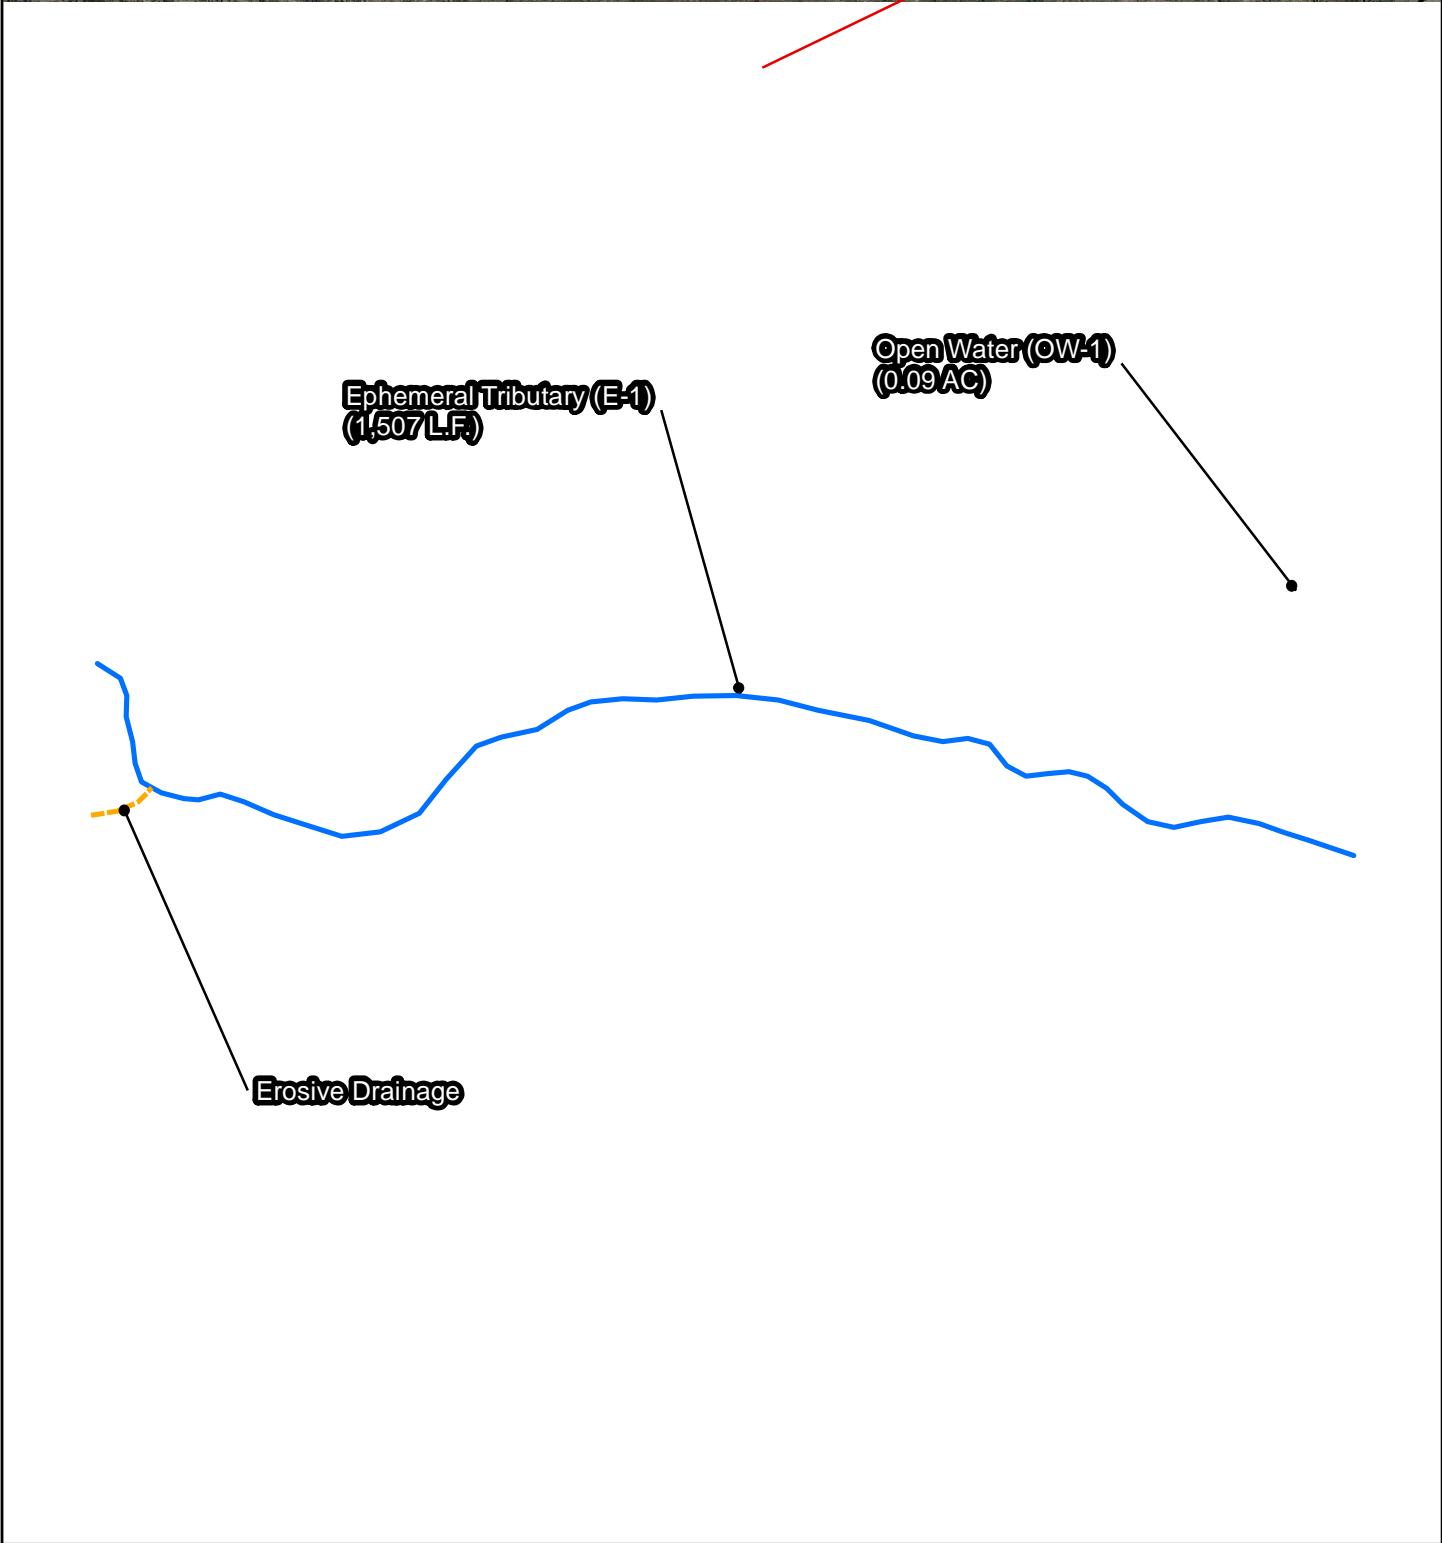 Open Water (OW-1)
(0.09 AC)
Ephemeral Tributary (E-1)
(1,507 L.F.)
Erosive Drainage